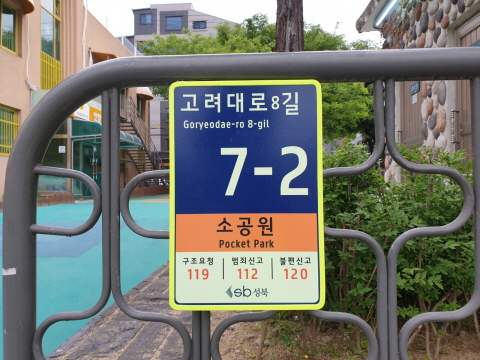 고려대로8길
Goryeodae-ro 8-gil
7-2
소공원
Pocket Park
구조요청 범죄신고 불편신고
119 112 120
sb 성북